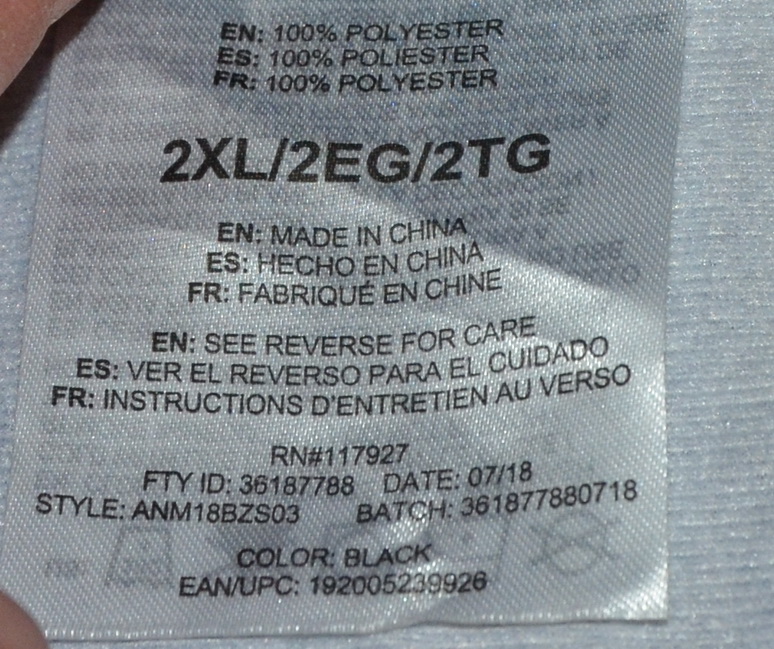 EN: 100% POLYESTER
ES: 100% POLIESTER
FR: 100% POLYESTER
2XL/2EG/2TG
EN: MADE IN CHINA
ES: HECHO EN CHINA
FR: FABRIQUÉ EN CHINE
EN: SEE REVERSE FOR CARE
ES: VER EL REVERSO PARA EL CUIDADO
FR: INSTRUCTIONS D'ENTRETIEN AU VERSO
RN#117927
FTY ID: 36187788 DATE: 07/18
STYLE: ANM18BZS03 BATCH: 361877880718
COLOR: BLACK
EAN/UPC: 192005239926